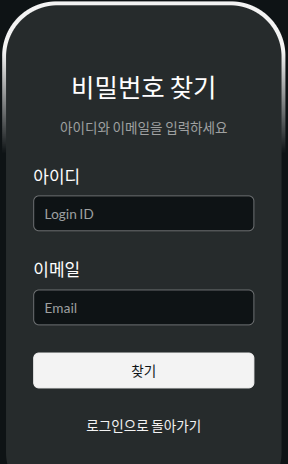 비밀번호 찾기
아이디와 이메일을 입력하세요
아이디
Login ID
이메일
Email
찾기
로그인으로 돌아가기